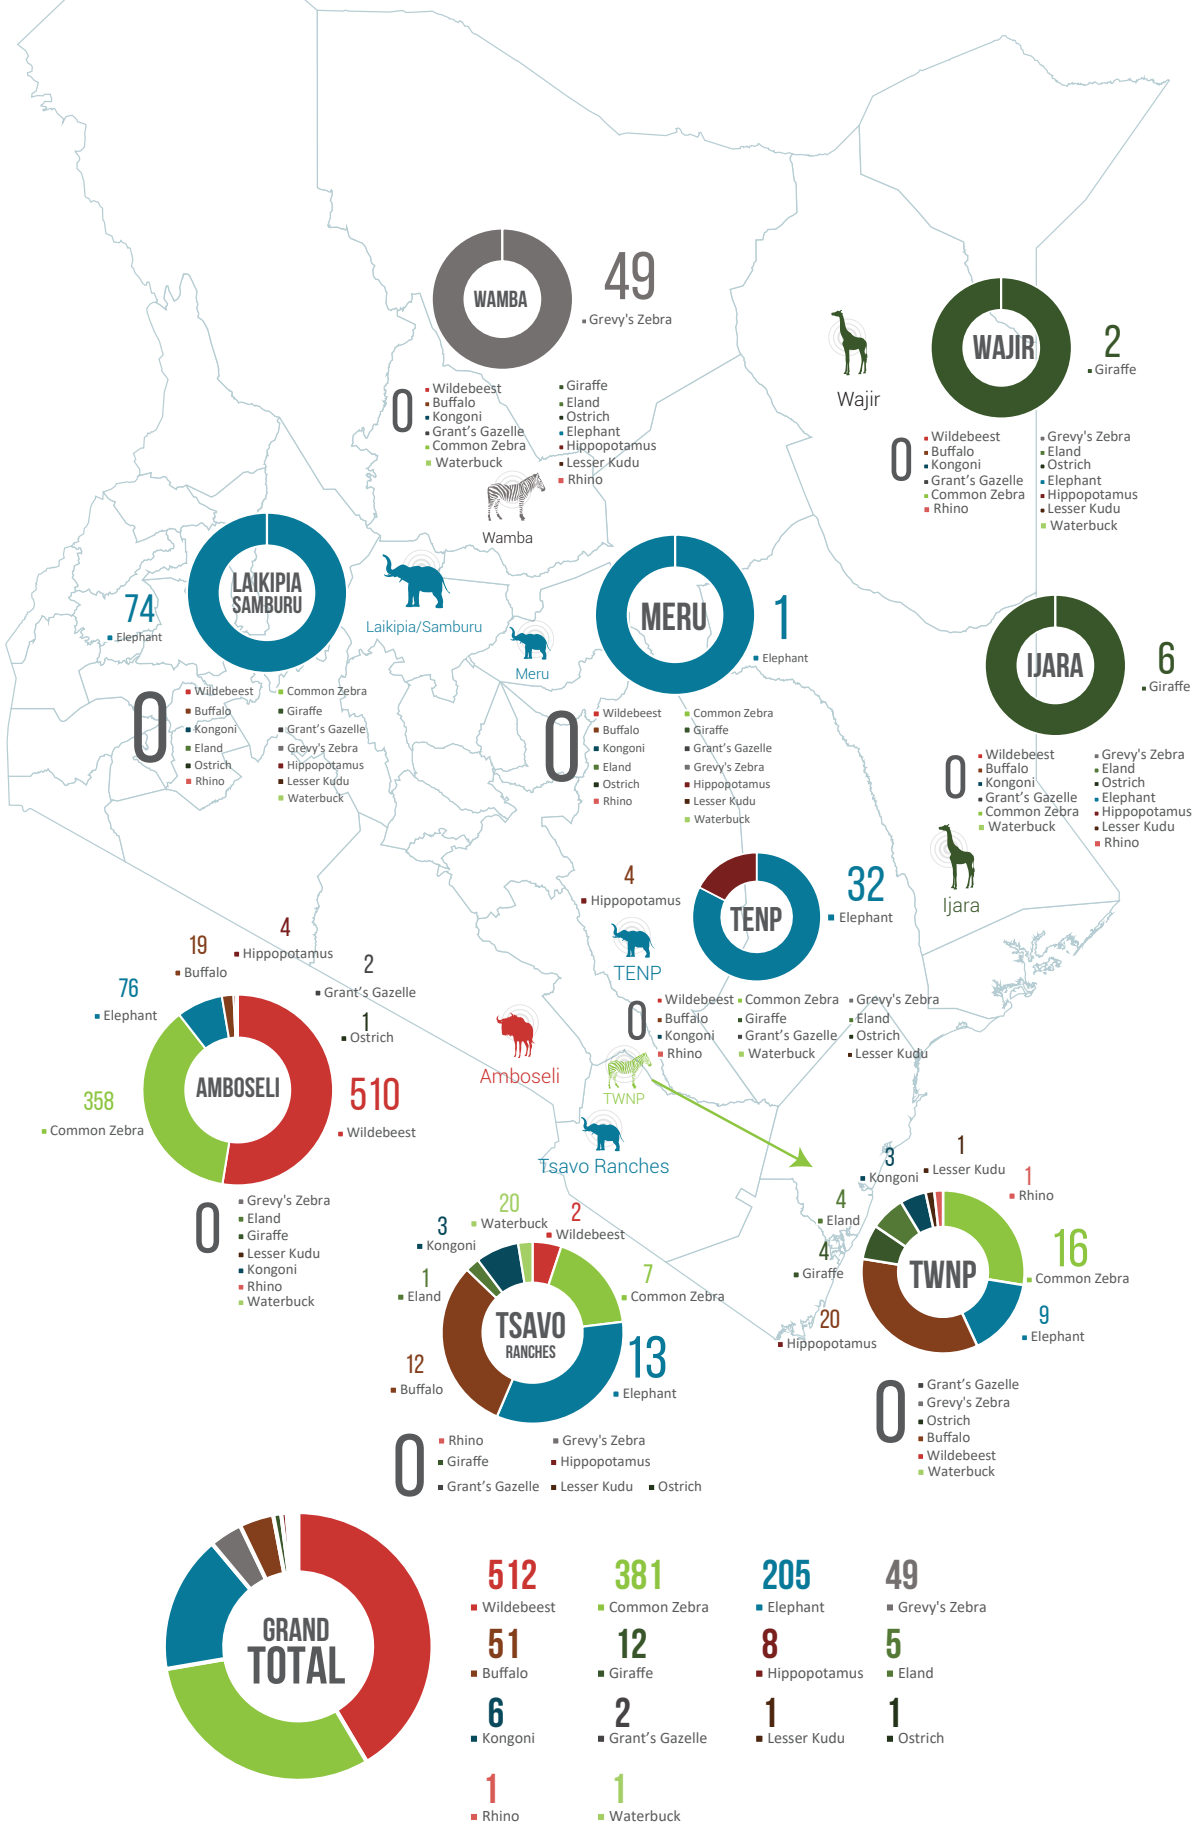 WAMBA
49
Grevy's Zebra
0
Wildebeest
Buffalo
Kongoni
Grant's Gazelle
Common Zebra
Waterbuck
Giraffe
Eland
Ostrich
Elephant
Hippopotamus
Lesser Kudu
Rhino
Wamba
Wajir
WAJIR
2
Giraffe
0
Wildebeest
Buffalo
Kongoni
Grant's Gazelle
Common Zebra
Rhino
Grevy's Zebra
Eland
Ostrich
Elephant
Hippopotamus
Lesser Kudu
Waterbuck
LAIKIPIA
SAMBURU
74
Elephant
0
Wildebeest
Buffalo
Kongoni
Eland
Ostrich
Rhino
Common Zebra
Giraffe
Grant's Gazelle
Grevy's Zebra
Hippopotamus
Lesser Kudu
Waterbuck
Laikipia/Samburu
Meru
MERU
1
Elephant
0
Wildebeest
Buffalo
Kongoni
Eland
Ostrich
Rhino
Common Zebra
Giraffe
Grant's Gazelle
Grevy's Zebra
Hippopotamus
Lesser Kudu
Waterbuck
IJARA
6
Giraffe
0
Wildebeest
Buffalo
Kongoni
Grant's Gazelle
Common Zebra
Waterbuck
Grevy's Zebra
Eland
Ostrich
Elephant
Hippopotamus
Lesser Kudu
Rhino
Ijara
4
Hippopotamus
TENP
32
Elephant
TENP
0
Wildebeest
Buffalo
Kongoni
Rhino
Common Zebra
Giraffe
Grant's Gazelle
Waterbuck
Grevy's Zebra
Eland
Ostrich
Lesser Kudu
4
Hippopotamus
19
Buffalo
2
Grant's Gazelle
76
Elephant
1
Ostrich
AMBOSELI
358
Common Zebra
510
Wildebeest
0
Grevy's Zebra
Eland
Giraffe
Lesser Kudu
Kongoni
Rhino
Waterbuck
Amboseli
TWNP
Tsavo Ranches
3
Kongoni
20
Waterbuck
2
Wildebeest
1
Eland
7
Common Zebra
TSAVO
RANCHES
12
Buffalo
13
Elephant
0
Rhino
Giraffe
Grant's Gazelle
Grevy's Zebra
Hippopotamus
Lesser Kudu
Ostrich
3
Kongoni
1
Lesser Kudu
1
Rhino
4
Eland
4
Giraffe
TWNP
16
Common Zebra
20
Hippopotamus
9
Elephant
0
Grant's Gazelle
Grevy's Zebra
Ostrich
Buffalo
Wildebeest
Waterbuck
GRAND
TOTAL
512
Wildebeest
381
Common Zebra
205
Elephant
49
Grevy's Zebra
51
Buffalo
12
Giraffe
8
Hippopotamus
5
Eland
6
Kongoni
2
Grant's Gazelle
1
Lesser Kudu
1
Ostrich
1
Rhino
1
Waterbuck